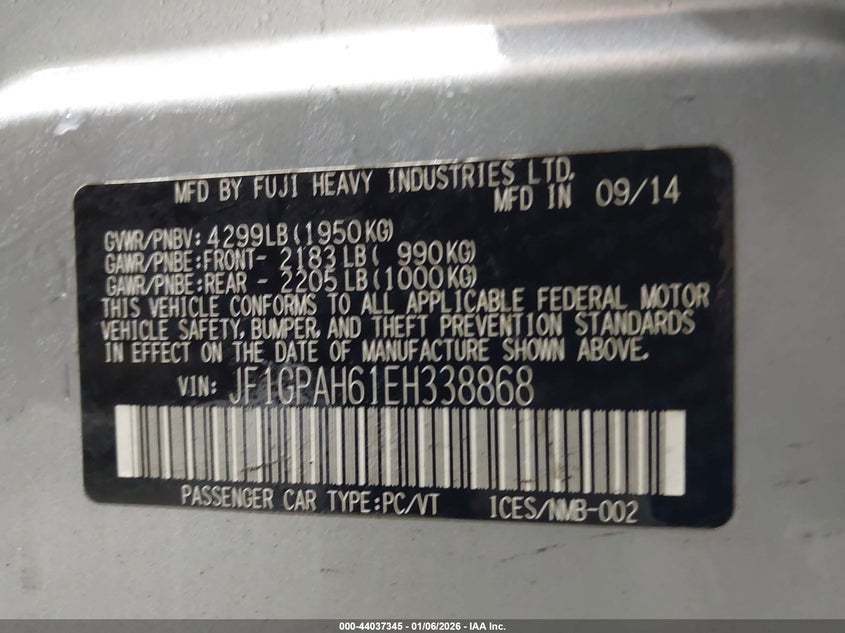 MFD BY FUJI HEAVY INDUSTRIES LTD.
MFD IN 09/14
GVWR/PNBV: 4299LB(1950KG)
GAWR/PNBE:FRONT- 2183LB( 990KG)
GAWR/PNBE:REAR - 2205LB(1000KG)
THIS VEHICLE CONFORMS TO ALL APPLICABLE FEDERAL MOTOR
VEHICLE SAFETY, BUMPER, AND THEFT PREVENTION STANDARDS
IN EFFECT ON THE DATE OF MANUFACTURE SHOWN ABOVE.
VIN: JF1GPAH61EH338868
PASSENGER CAR TYPE:PC/VT ICES/NMB-002
000-44037345 - 01/06/2026 - IAA Inc.